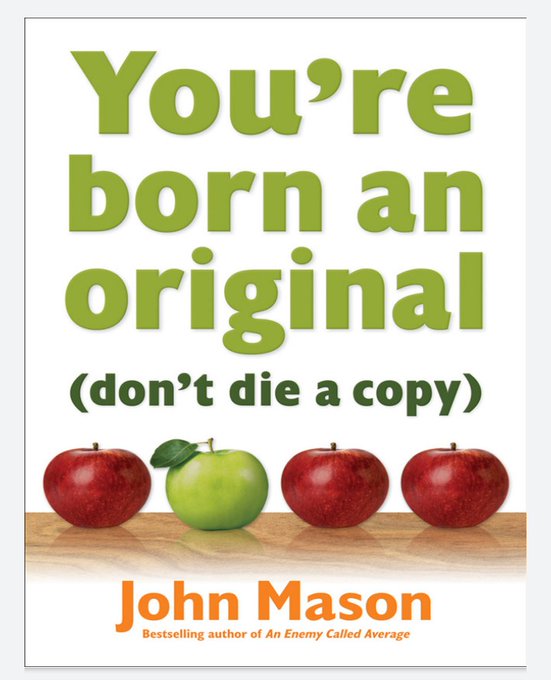 You're
born an
original
(don't die a copy)
John Mason
Bestselling author of An Enemy Called Average